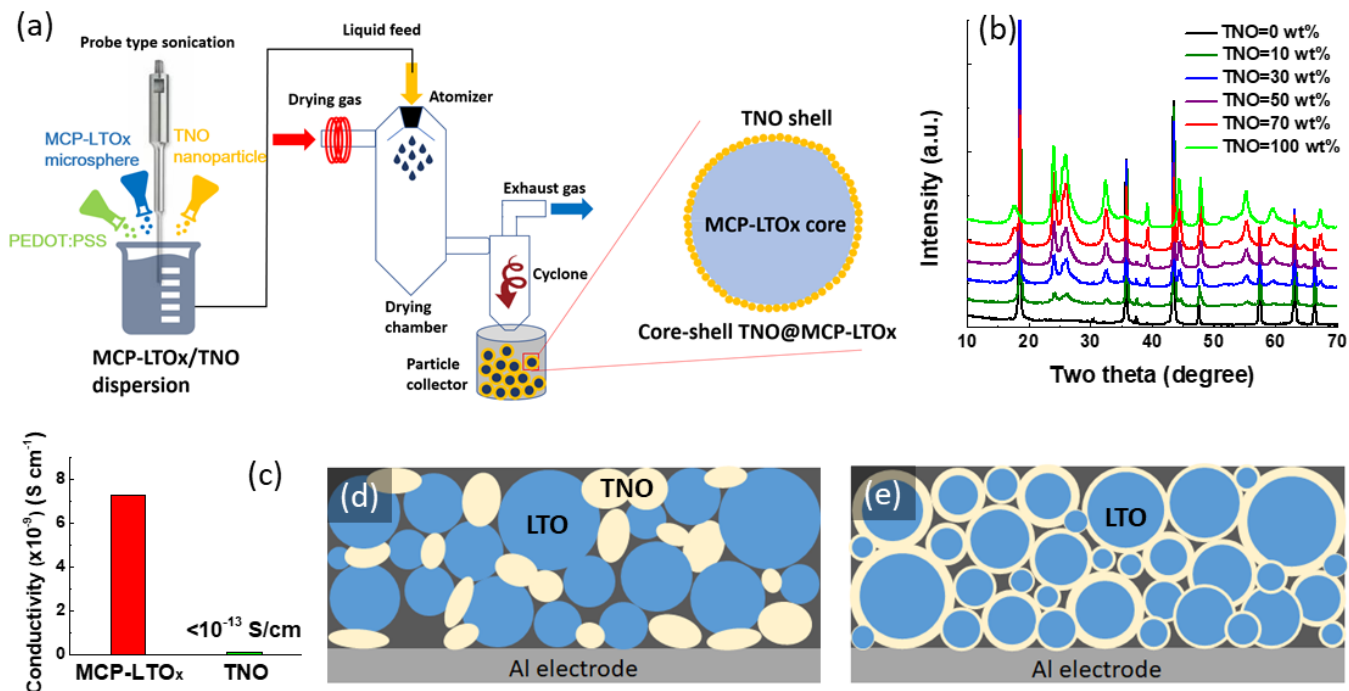 (a)
Probe type sonication
Liquid feed
Drying gas
Atomizer
MCP-LTOx
microsphere
TNO
nanoparticle
PEDOT:PSS
Exhaust gas
Cyclone
Drying
chamber
Particle
collector
MCP-LTOx/TNO
dispersion
TNO shell
MCP-LTOx core
Core-shell TNO@MCP-LTOx
(b)
TNO=0 wt%
TNO=10 wt%
TNO=30 wt%
TNO=50 wt%
TNO=70 wt%
TNO=100 wt%
Intensity (a.u.)
10 20 30 40 50 60 70
Two theta (degree)
(c)
Conductivity (x10⁻⁹) (S cm⁻¹)
8
6
4
2
0
<10⁻¹³ S/cm
MCP-LTOₓ TNO
(d)
TNO
LTO
Al electrode
(e)
LTO
Al electrode